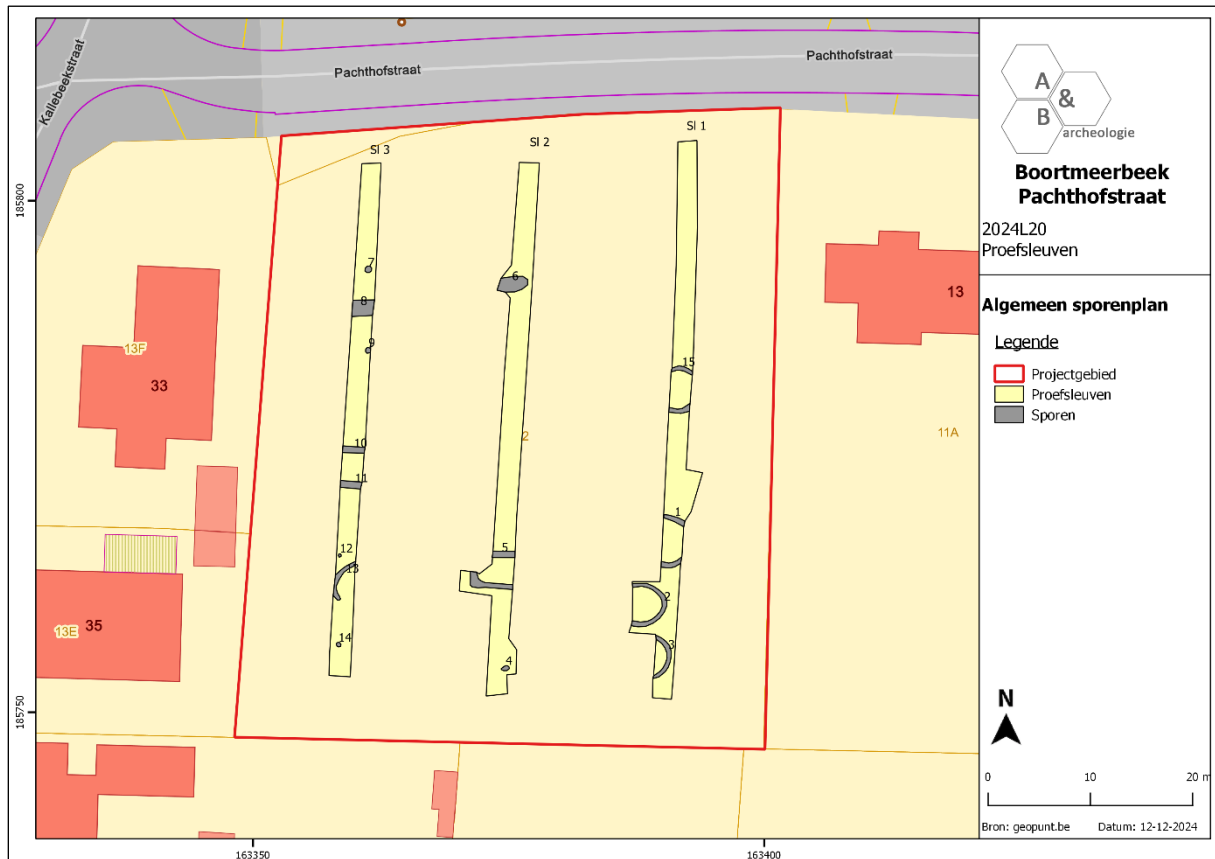 Kallebeekstraat
Pachthofstraat
Pachthofstraat
Sl 3
Sl 2
Sl 1
185800
185750
163350
163400
7
8
9
10
11
12
13
14
6
2
5
4
15
1
2
3
13F
33
13E
35
13
11A
A
&
B
archeologie
Boortmeerbeek
Pachthofstraat
2024L20
Proefsleuven
Algemeen sporenplan
Legende
Projectgebied
Proefsleuven
Sporen
N
0 10 20 m
Bron: geopunt.be Datum: 12-12-2024